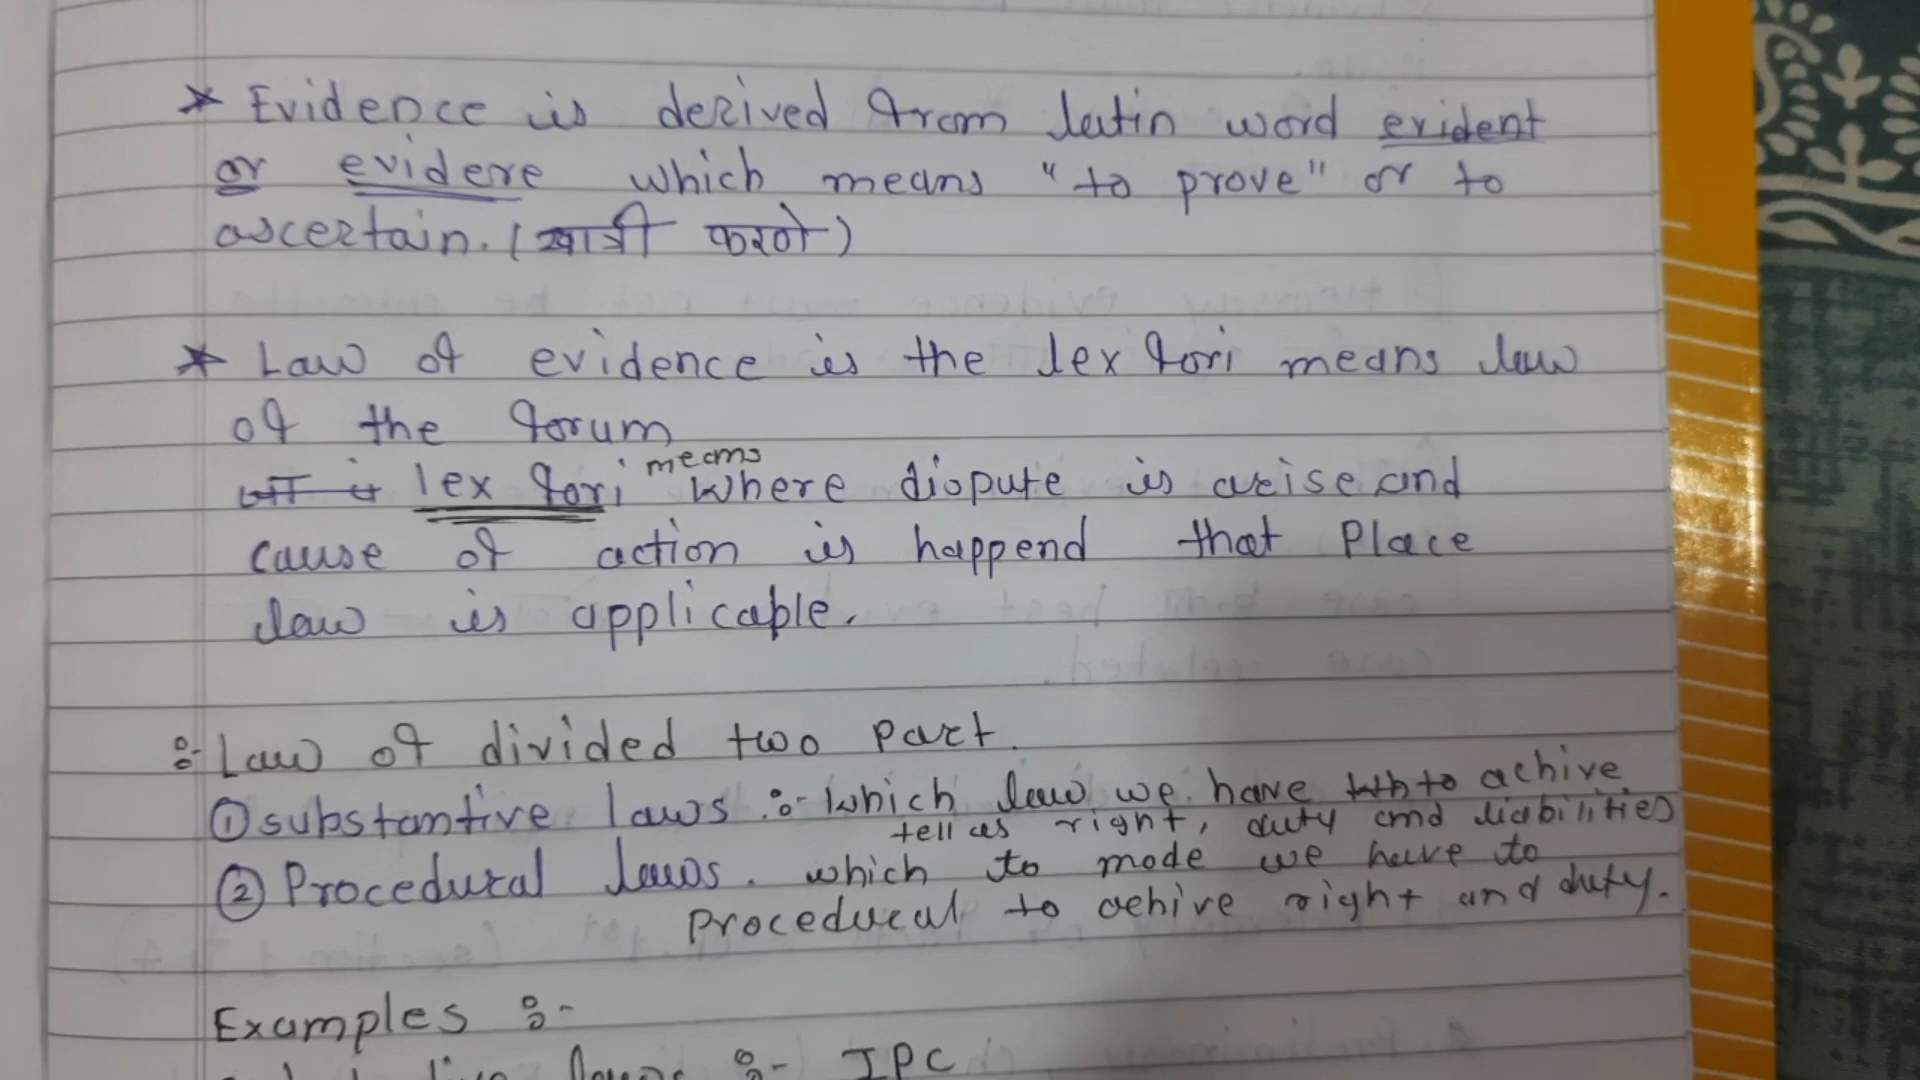 * Evidence is derived from latin word evident
or evidere which means "to prove" or to
ascertain. (खात्री करणे)
* Law of evidence is the lex fori means law
of the forum
means
lex fori where dispute is arise and
cause of action is happend that Place
law is applicable.
:- Law of divided two part.
① substantive laws :- which law we have to achive
tell us right, duty and liabilities
② Procedural laws. which to mode we have to
Procedural to achive right and duty.
Examples :-
laws :- IPC